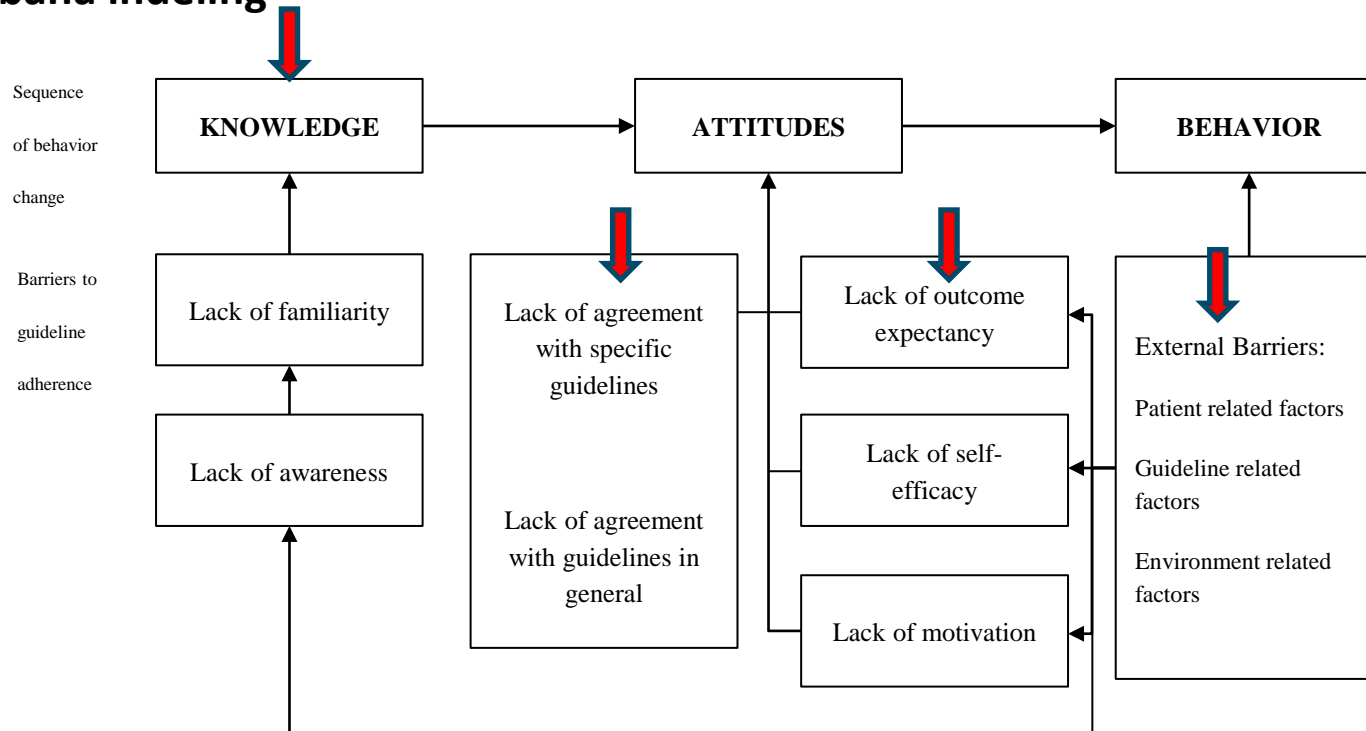 Sequence
of behavior
change
KNOWLEDGE
ATTITUDES
BEHAVIOR
Barriers to
guideline
adherence
Lack of familiarity
Lack of awareness
Lack of agreement
with specific
guidelines
Lack of agreement
with guidelines in
general
Lack of outcome
expectancy
Lack of self-
efficacy
Lack of motivation
External Barriers:
Patient related factors
Guideline related
factors
Environment related
factors